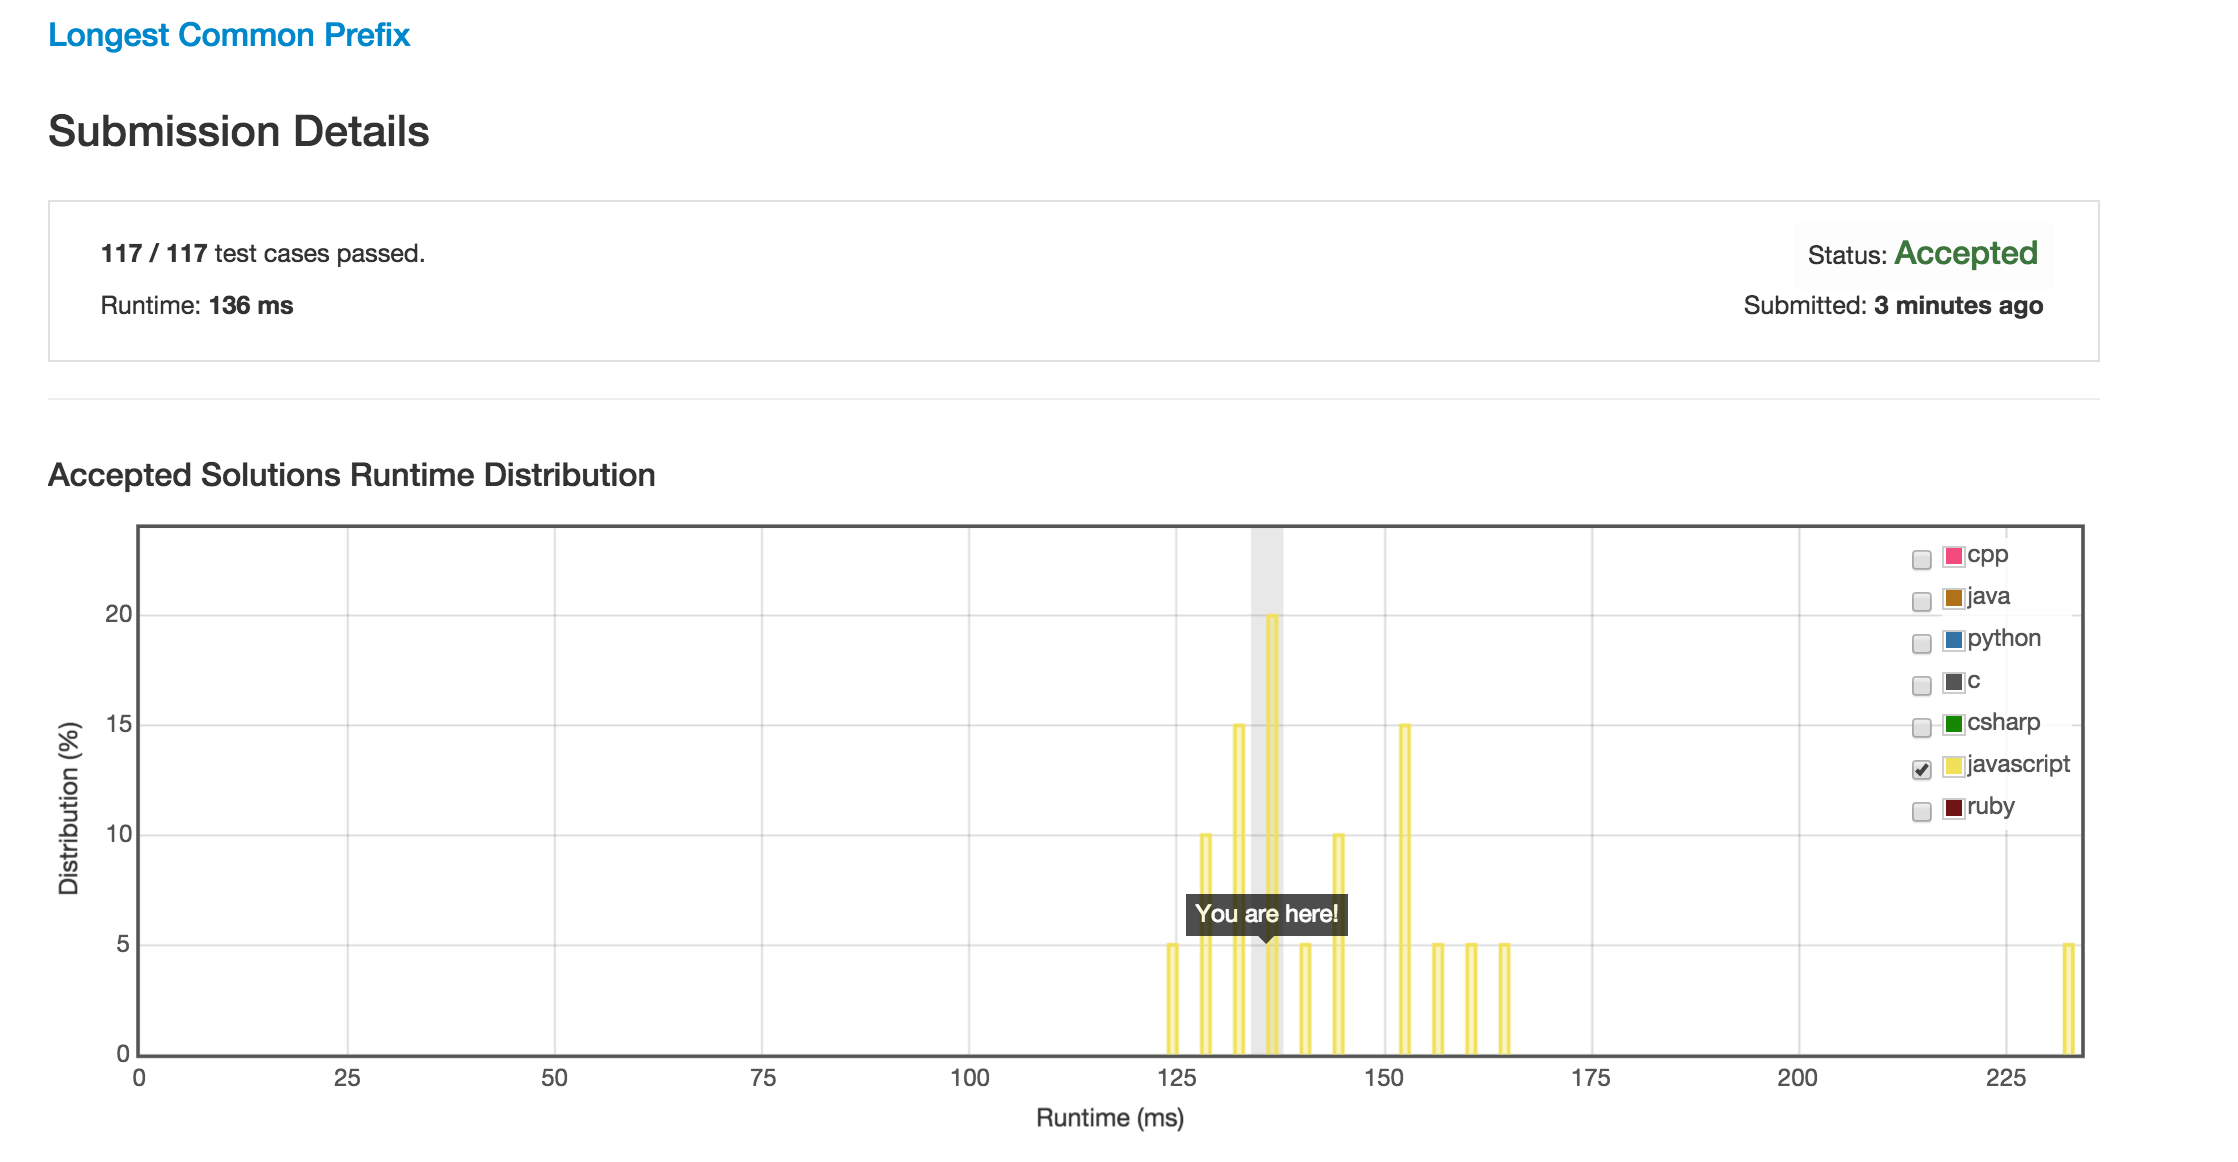 Longest Common Prefix
Submission Details
117 / 117 test cases passed.
Status: Accepted
Runtime: 136 ms
Submitted: 3 minutes ago
Accepted Solutions Runtime Distribution
cpp
java
python
c
csharp
javascript
ruby
20
15
10
5
0
Distribution (%)
You are here!
0 25 50 75 100 125 150 175 200 225
Runtime (ms)